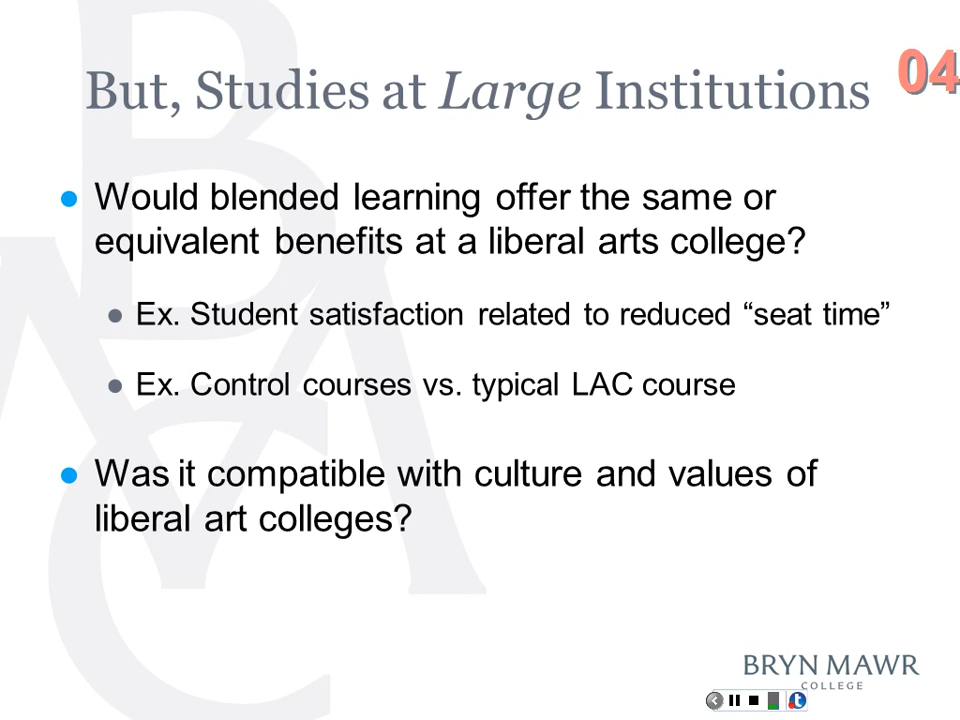 04
But, Studies at Large Institutions
● Would blended learning offer the same or
equivalent benefits at a liberal arts college?
● Ex. Student satisfaction related to reduced “seat time”
● Ex. Control courses vs. typical LAC course
● Was it compatible with culture and values of
liberal art colleges?
BRYN MAWR
COLLEGE